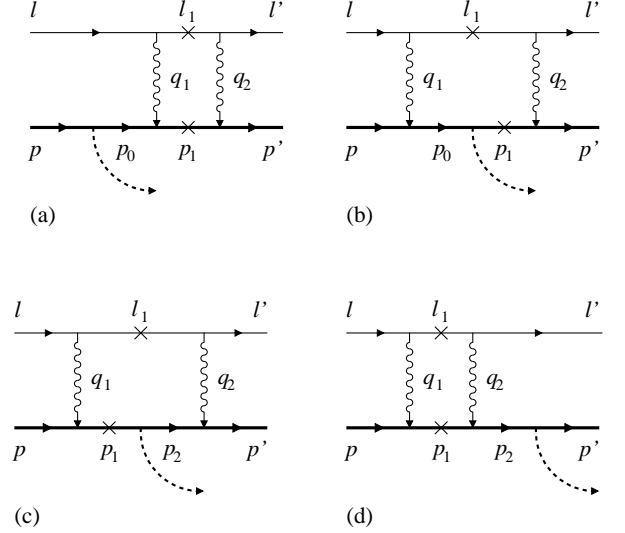 l l₁ l’ l l₁ l’
q₁ q₂ q₁ q₂
p p₀ p₁ p’ p p₀ p₁ p’
(a) (b)
l l₁ l’ l l₁ l’
q₁ q₂ q₁ q₂
p p₁ p₂ p’ p p₁ p₂ p’
(c) (d)